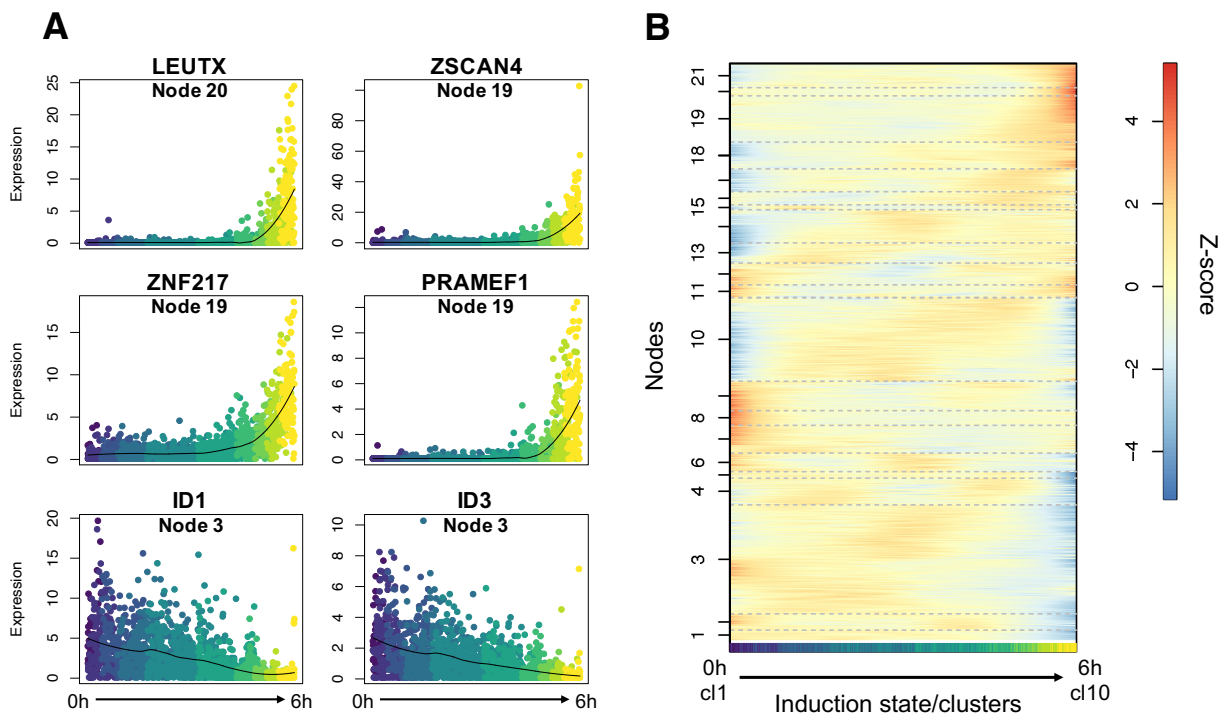 A
LEUTX
Node 20
Expression
0
5
10
15
20
25
ZSCAN4
Node 19
0
20
40
60
80
ZNF217
Node 19
Expression
0
5
10
15
PRAMEF1
Node 19
0
2
4
6
8
10
ID1
Node 3
Expression
0
5
10
15
20
0h
6h
ID3
Node 3
0
2
4
6
8
10
0h
6h
B
Nodes
21
19
18
15
13
11
10
8
6
4
3
1
0h
cl1
6h
cl10
Induction state/clusters
4
2
0
−2
−4
Z-score